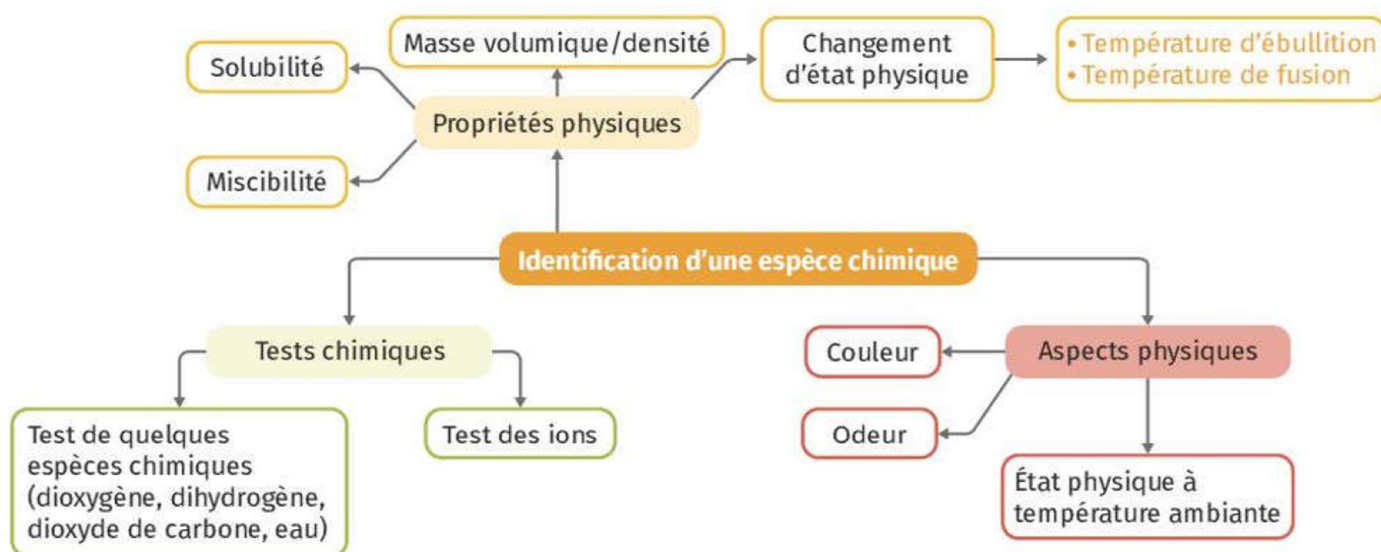 Masse volumique/densité
Changement
d'état physique
• Température d'ébullition
• Température de fusion
Solubilité
Propriétés physiques
Miscibilité
Identification d'une espèce chimique
Tests chimiques
Couleur
Aspects physiques
Test de quelques
espèces chimiques
(dioxygène, dihydrogène,
dioxyde de carbone, eau)
Test des ions
Odeur
État physique à
température ambiante